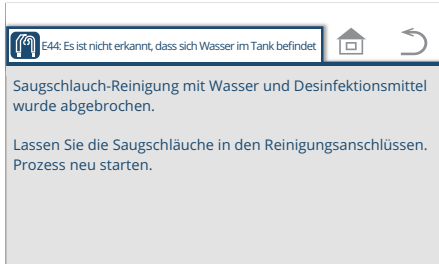 E44: Es ist nicht erkannt, dass sich Wasser im Tank befindet
Saugschlauch-Reinigung mit Wasser und Desinfektionsmittel
wurde abgebrochen.
Lassen Sie die Saugschläuche in den Reinigungsanschlüssen.
Prozess neu starten.